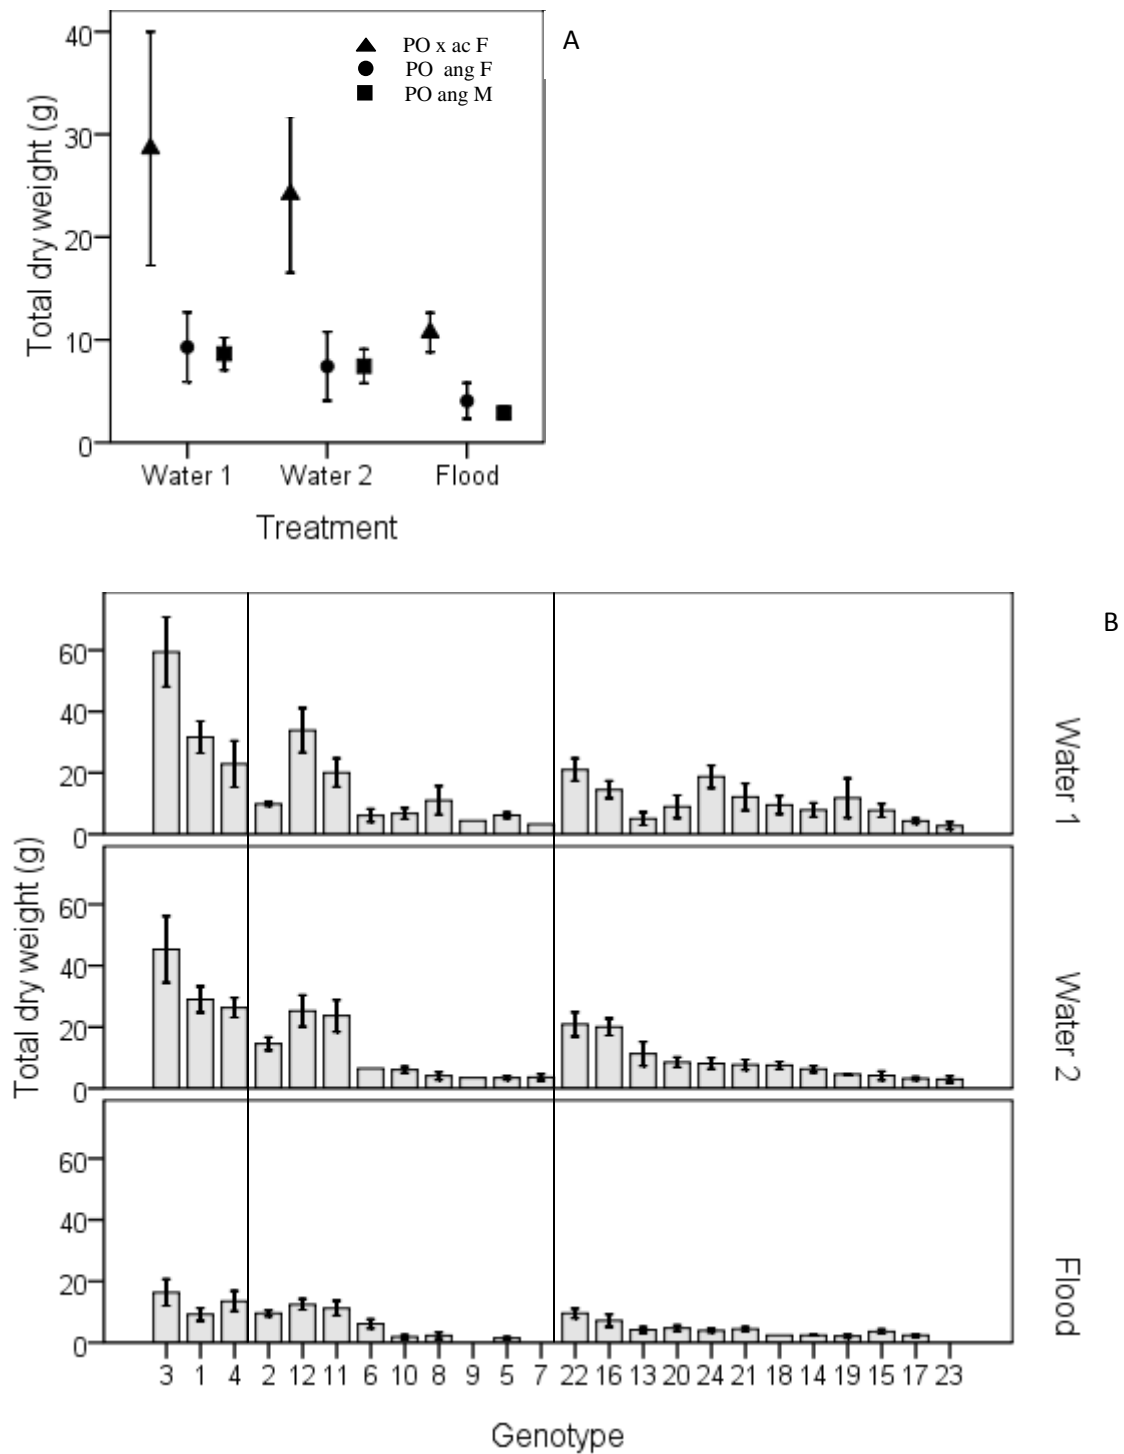 A
40
30
20
10
0
Total dry weight (g)
PO x ac F
PO ang F
PO ang M
Water 1 Water 2 Flood
Treatment
B
Total dry weight (g)
60
40
20
0
Water 1
60
40
20
0
Water 2
60
40
20
0
Flood
3 1 4 2 12 11 6 10 8 9 5 7 22 16 13 20 24 21 18 14 19 15 17 23
Genotype